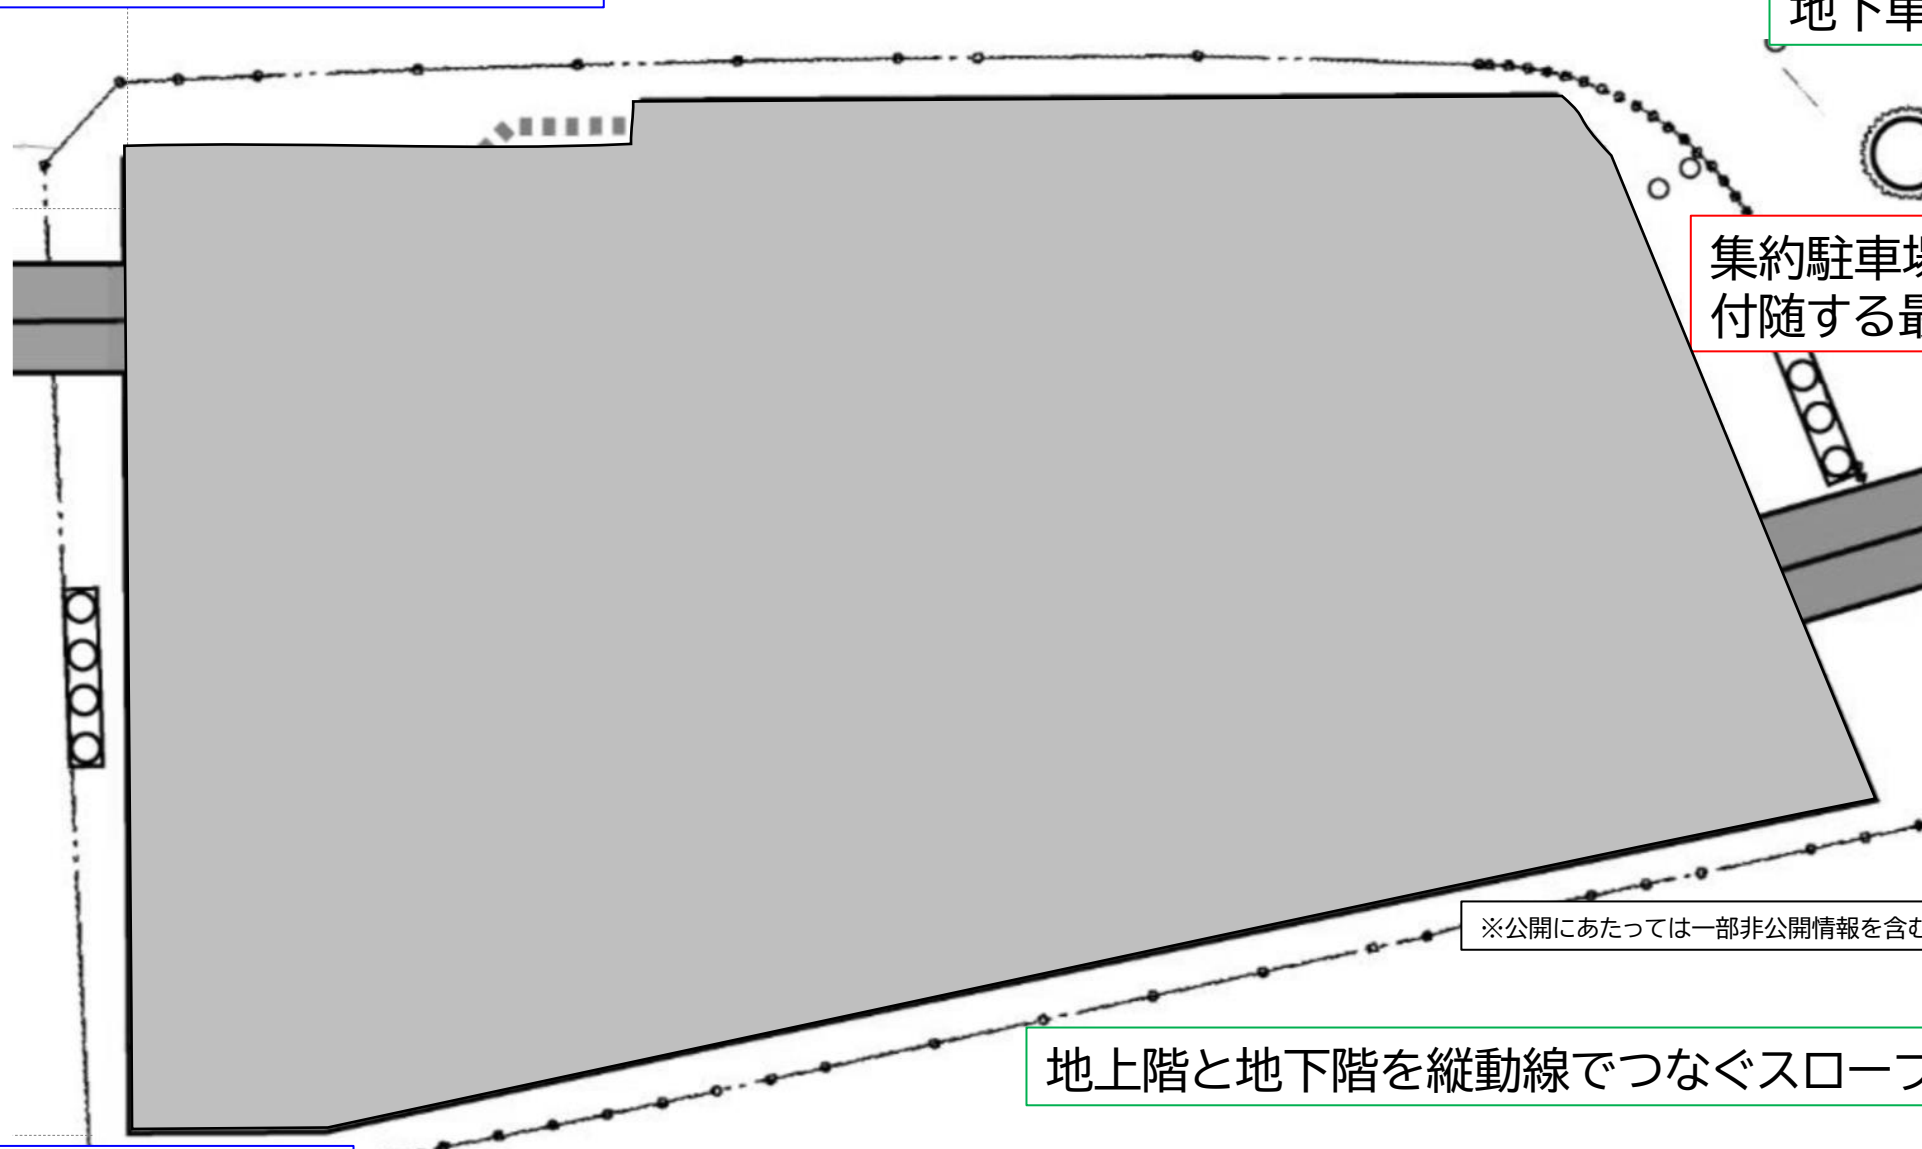 地下車
集約駐車場
付随する最
※公開にあたっては一部非公開情報を含む
地上階と地下階を縦動線でつなぐスロープ